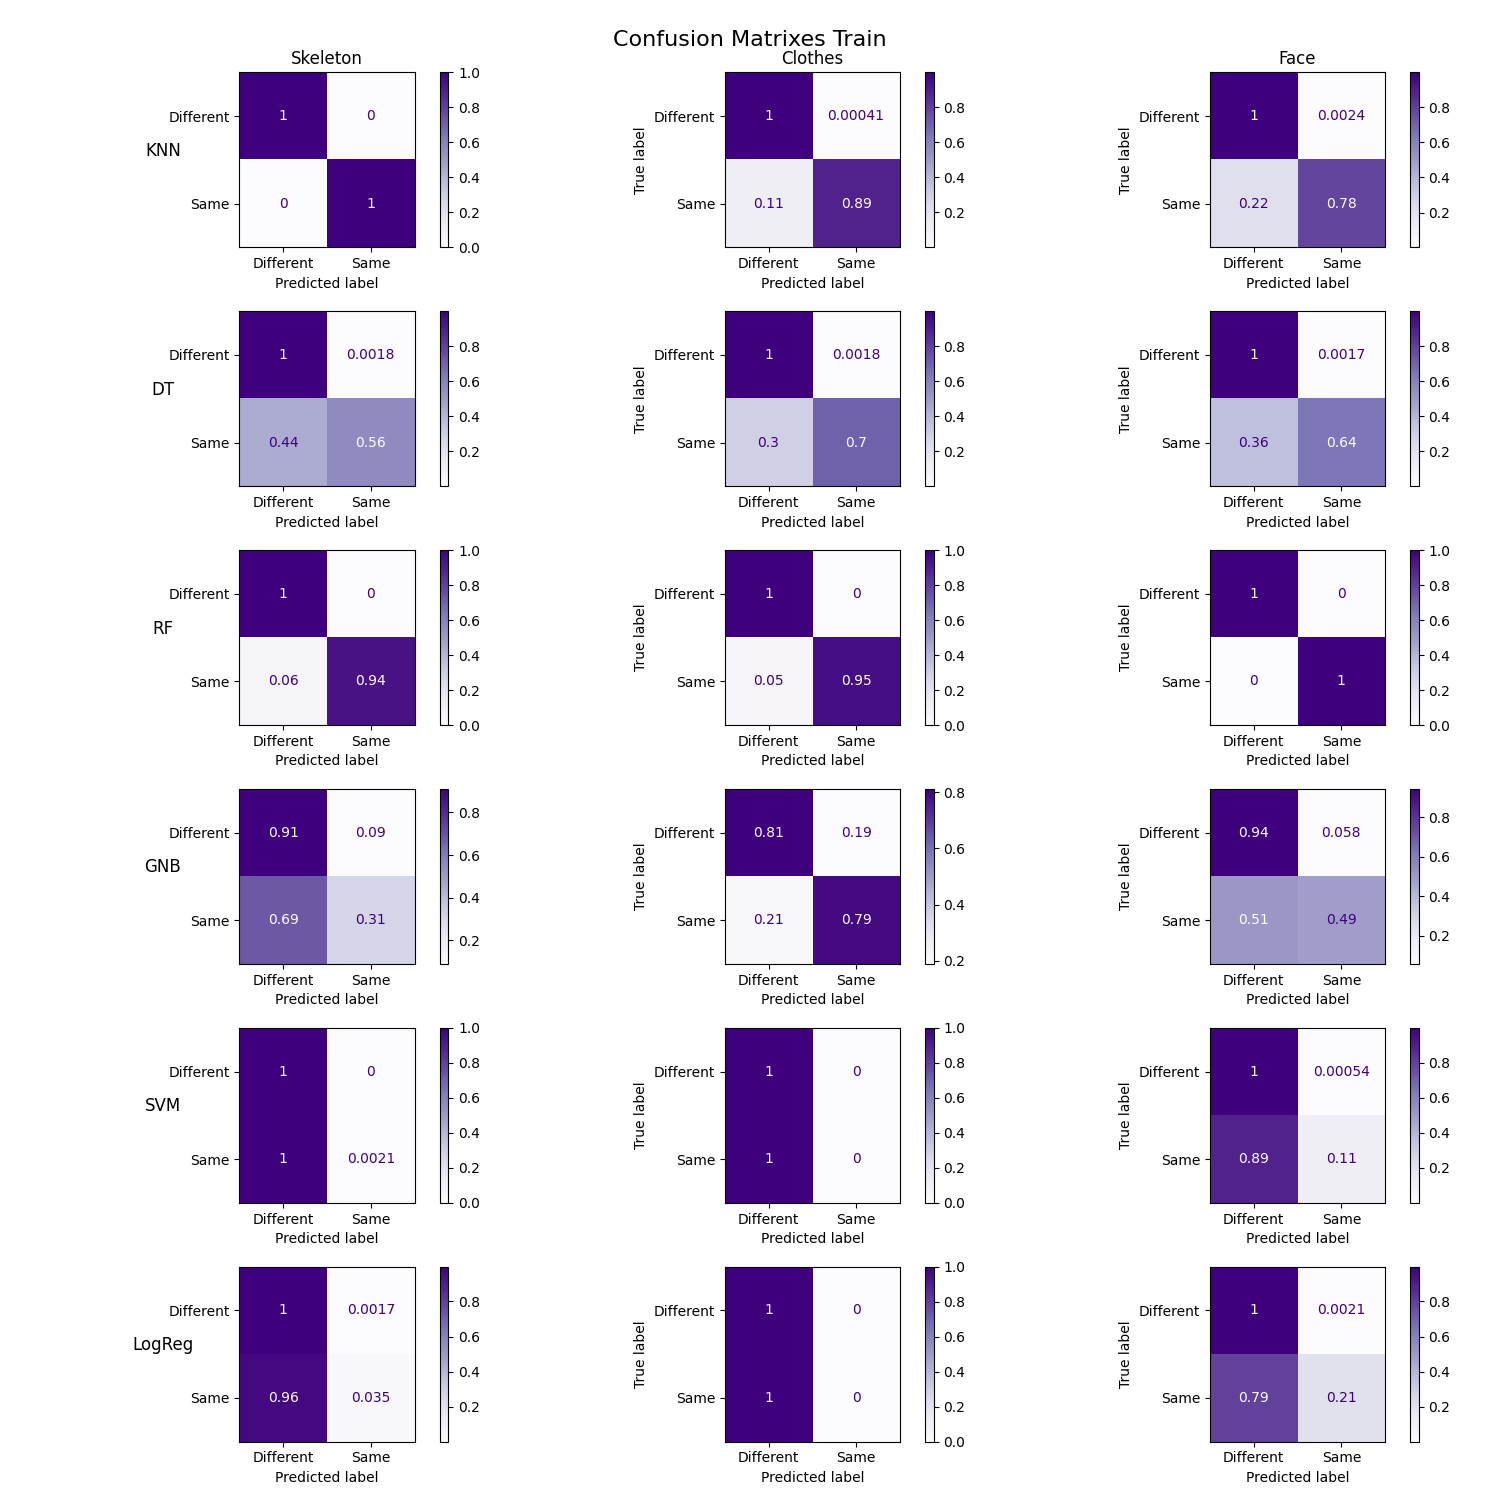 Confusion Matrixes Train
Skeleton Clothes Face
1.0
Different 1 0 Different 1 0.00041 Different 1 0.0024
0.8 0.8 0.8
KNN True label True label
0.6 0.6 0.6
0.4 0.4 0.4
Same 0 1 Same 0.11 0.89 Same 0.22 0.78
0.2 0.2 0.2
0.0
Different Same Different Same Different Same
Predicted label Predicted label Predicted label
Different 1 0.0018 Different 1 0.0018 Different 1 0.0017
0.8 0.8 0.8
DT True label True label
0.6 0.6 0.6
0.4 0.4 0.4
Same 0.44 0.56 Same 0.3 0.7 Same 0.36 0.64
0.2 0.2 0.2
Different Same Different Same Different Same
Predicted label Predicted label Predicted label
1.0 1.0 1.0
Different 1 0 Different 1 0 Different 1 0
0.8 0.8 0.8
RF True label True label
0.6 0.6 0.6
0.4 0.4 0.4
Same 0.06 0.94 Same 0.05 0.95 Same 0 1
0.2 0.2 0.2
0.0 0.0 0.0
Different Same Different Same Different Same
Predicted label Predicted label Predicted label
Different 0.91 0.09 Different 0.81 0.19 Different 0.94 0.058
0.8 0.8 0.8
GNB True label True label
0.6 0.6 0.6
0.4 0.4 0.4
Same 0.69 0.31 Same 0.21 0.79 Same 0.51 0.49
0.2 0.2 0.2
Different Same Different Same Different Same
Predicted label Predicted label Predicted label
1.0 1.0
Different 1 0 Different 1 0 Different 1 0.00054
0.8 0.8 0.8
SVM True label True label
0.6 0.6 0.6
0.4 0.4 0.4
Same 1 0.0021 Same 1 0 Same 0.89 0.11
0.2 0.2 0.2
0.0 0.0
Different Same Different Same Different Same
Predicted label Predicted label Predicted label
1.0
Different 1 0.0017 Different 1 0 Different 1 0.0021
0.8 0.8 0.8
LogReg True label True label
0.6 0.6 0.6
0.4 0.4 0.4
Same 0.96 0.035 Same 1 0 Same 0.79 0.21
0.2 0.2 0.2
0.0
Different Same Different Same Different Same
Predicted label Predicted label Predicted label